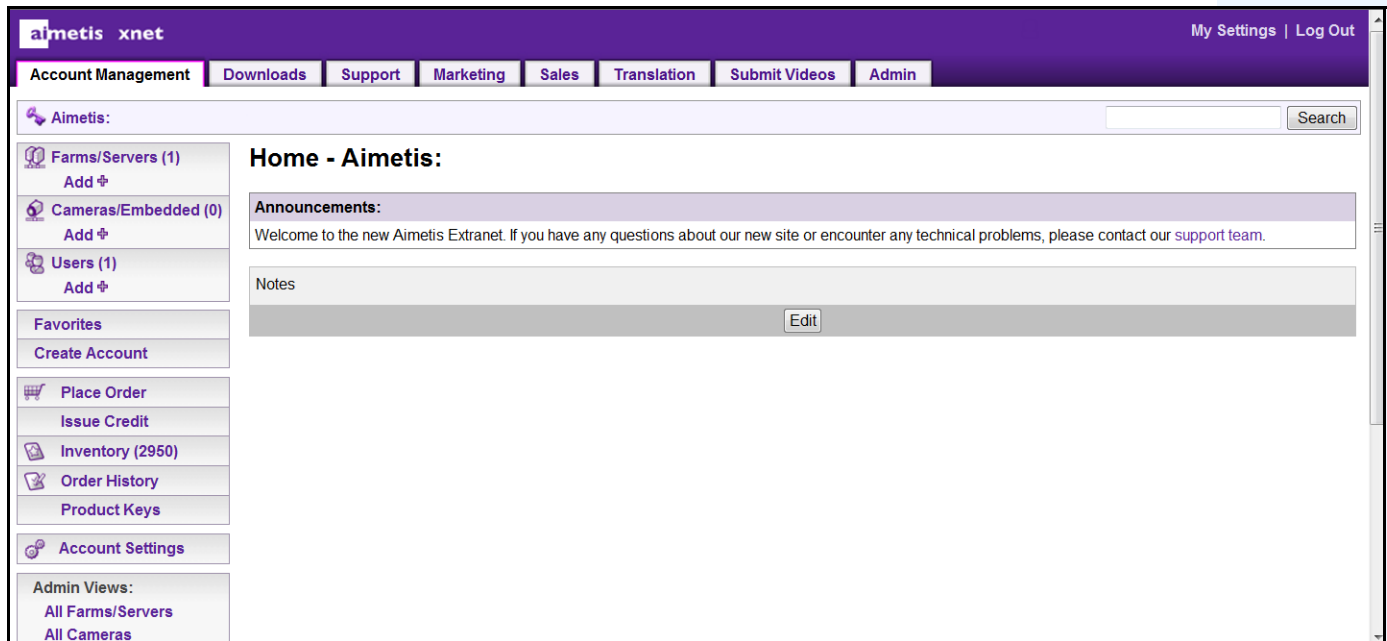 aimetis xnet
My Settings | Log Out
Account Management
Downloads
Support
Marketing
Sales
Translation
Submit Videos
Admin
Aimetis:
Search
Farms/Servers (1)
Add
Cameras/Embedded (0)
Add
Users (1)
Add
Favorites
Create Account
Place Order
Issue Credit
Inventory (2950)
Order History
Product Keys
Account Settings
Admin Views:
All Farms/Servers
All Cameras
Home - Aimetis:
Announcements:
Welcome to the new Aimetis Extranet. If you have any questions about our new site or encounter any technical problems, please contact our support team.
Notes
Edit